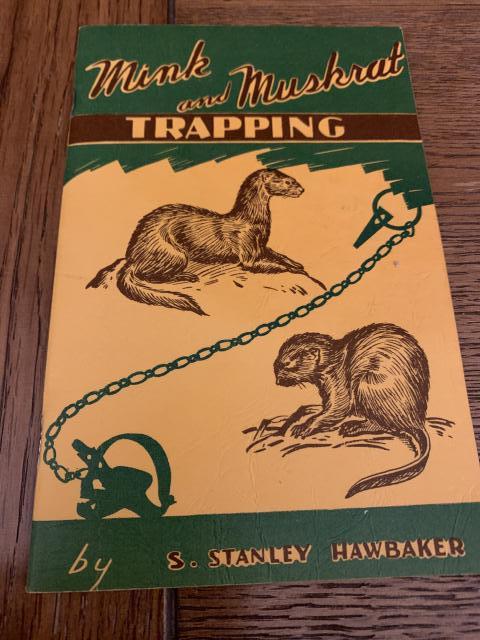 Mink
and Muskrat
TRAPPING
by S. STANLEY HAWBAKER